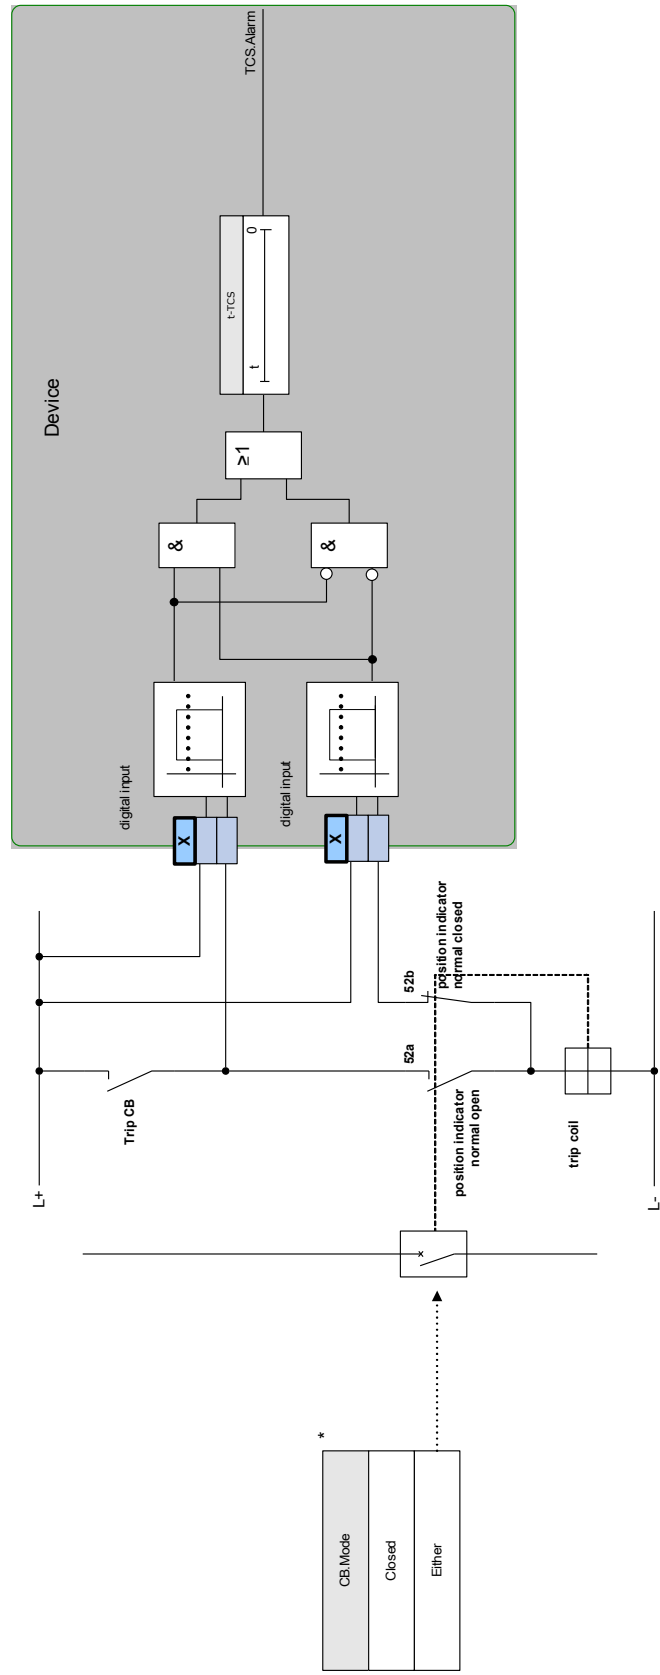 CB.Mode
Closed
Either
*
L+
L-
Trip CB
position indicator
normal open
trip coil
52a
52b
position indicator
normal closed
X
X
digital input
digital input
&
&
≥1
t-TCS
t
0
Device
TCS.Alarm